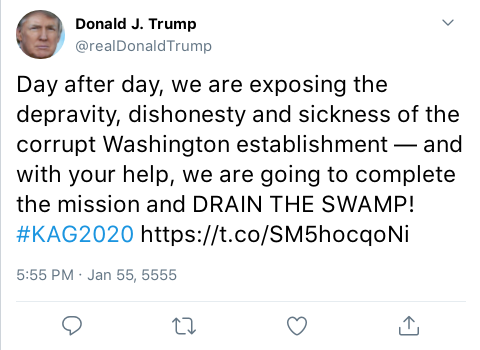 Donald J. Trump
@realDonaldTrump
Day after day, we are exposing the
depravity, dishonesty and sickness of the
corrupt Washington establishment — and
with your help, we are going to complete
the mission and DRAIN THE SWAMP!
#KAG2020 https://t.co/SM5hocqoNi
5:55 PM · Jan 55, 5555